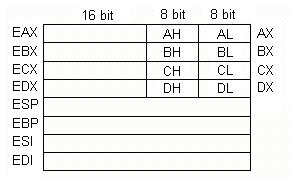 16 bit 8 bit 8 bit
EAX AH AL AX
EBX BH BL BX
ECX CH CL CX
EDX DH DL DX
ESP
EBP
ESI
EDI